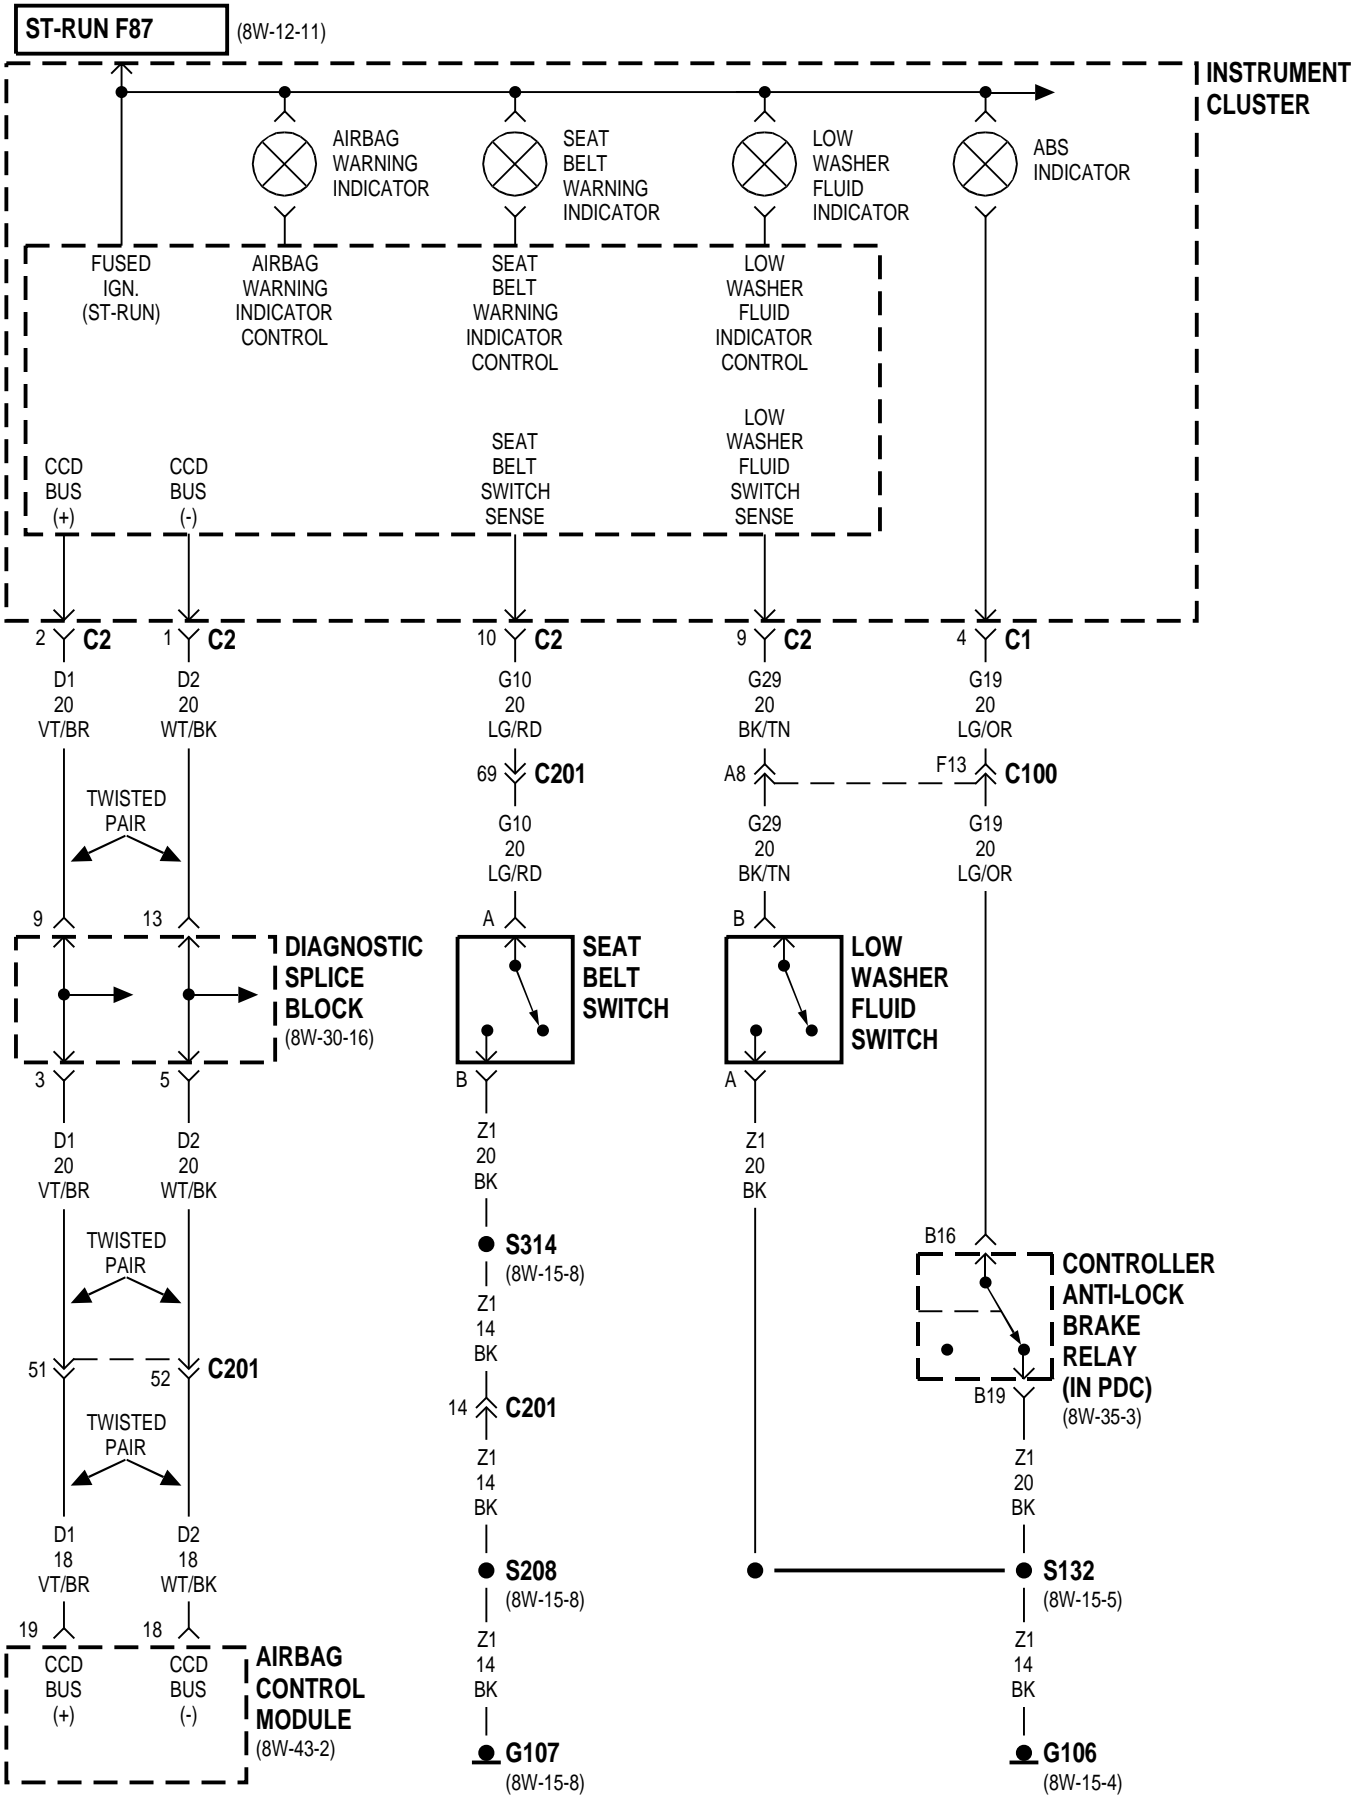 ST-RUN F87
(8W-12-11)
INSTRUMENT
CLUSTER
AIRBAG
WARNING
INDICATOR
SEAT
BELT
WARNING
INDICATOR
LOW
WASHER
FLUID
INDICATOR
ABS
INDICATOR
FUSED
IGN.
(ST-RUN)
AIRBAG
WARNING
INDICATOR
CONTROL
SEAT
BELT
WARNING
INDICATOR
CONTROL
LOW
WASHER
FLUID
INDICATOR
CONTROL
CCD
BUS
(+)
CCD
BUS
(-)
SEAT
BELT
SWITCH
SENSE
LOW
WASHER
FLUID
SWITCH
SENSE
2 C2
1 C2
10 C2
9 C2
4 C1
D1
20
VT/BR
D2
20
WT/BK
G10
20
LG/RD
G29
20
BK/TN
G19
20
LG/OR
69 C201
A8
F13 C100
TWISTED
PAIR
G10
20
LG/RD
G29
20
BK/TN
G19
20
LG/OR
9
13
A
B
DIAGNOSTIC
SPLICE
BLOCK
(8W-30-16)
SEAT
BELT
SWITCH
LOW
WASHER
FLUID
SWITCH
3
5
B
A
D1
20
VT/BR
D2
20
WT/BK
Z1
20
BK
Z1
20
BK
TWISTED
PAIR
S314
(8W-15-8)
B16
CONTROLLER
ANTI-LOCK
BRAKE
RELAY
(IN PDC)
(8W-35-3)
Z1
14
BK
51
52 C201
14 C201
B19
TWISTED
PAIR
Z1
14
BK
Z1
20
BK
D1
18
VT/BR
D2
18
WT/BK
S208
(8W-15-8)
S132
(8W-15-5)
19
18
AIRBAG
CONTROL
MODULE
(8W-43-2)
CCD
BUS
(+)
CCD
BUS
(-)
Z1
14
BK
Z1
14
BK
G107
(8W-15-8)
G106
(8W-15-4)